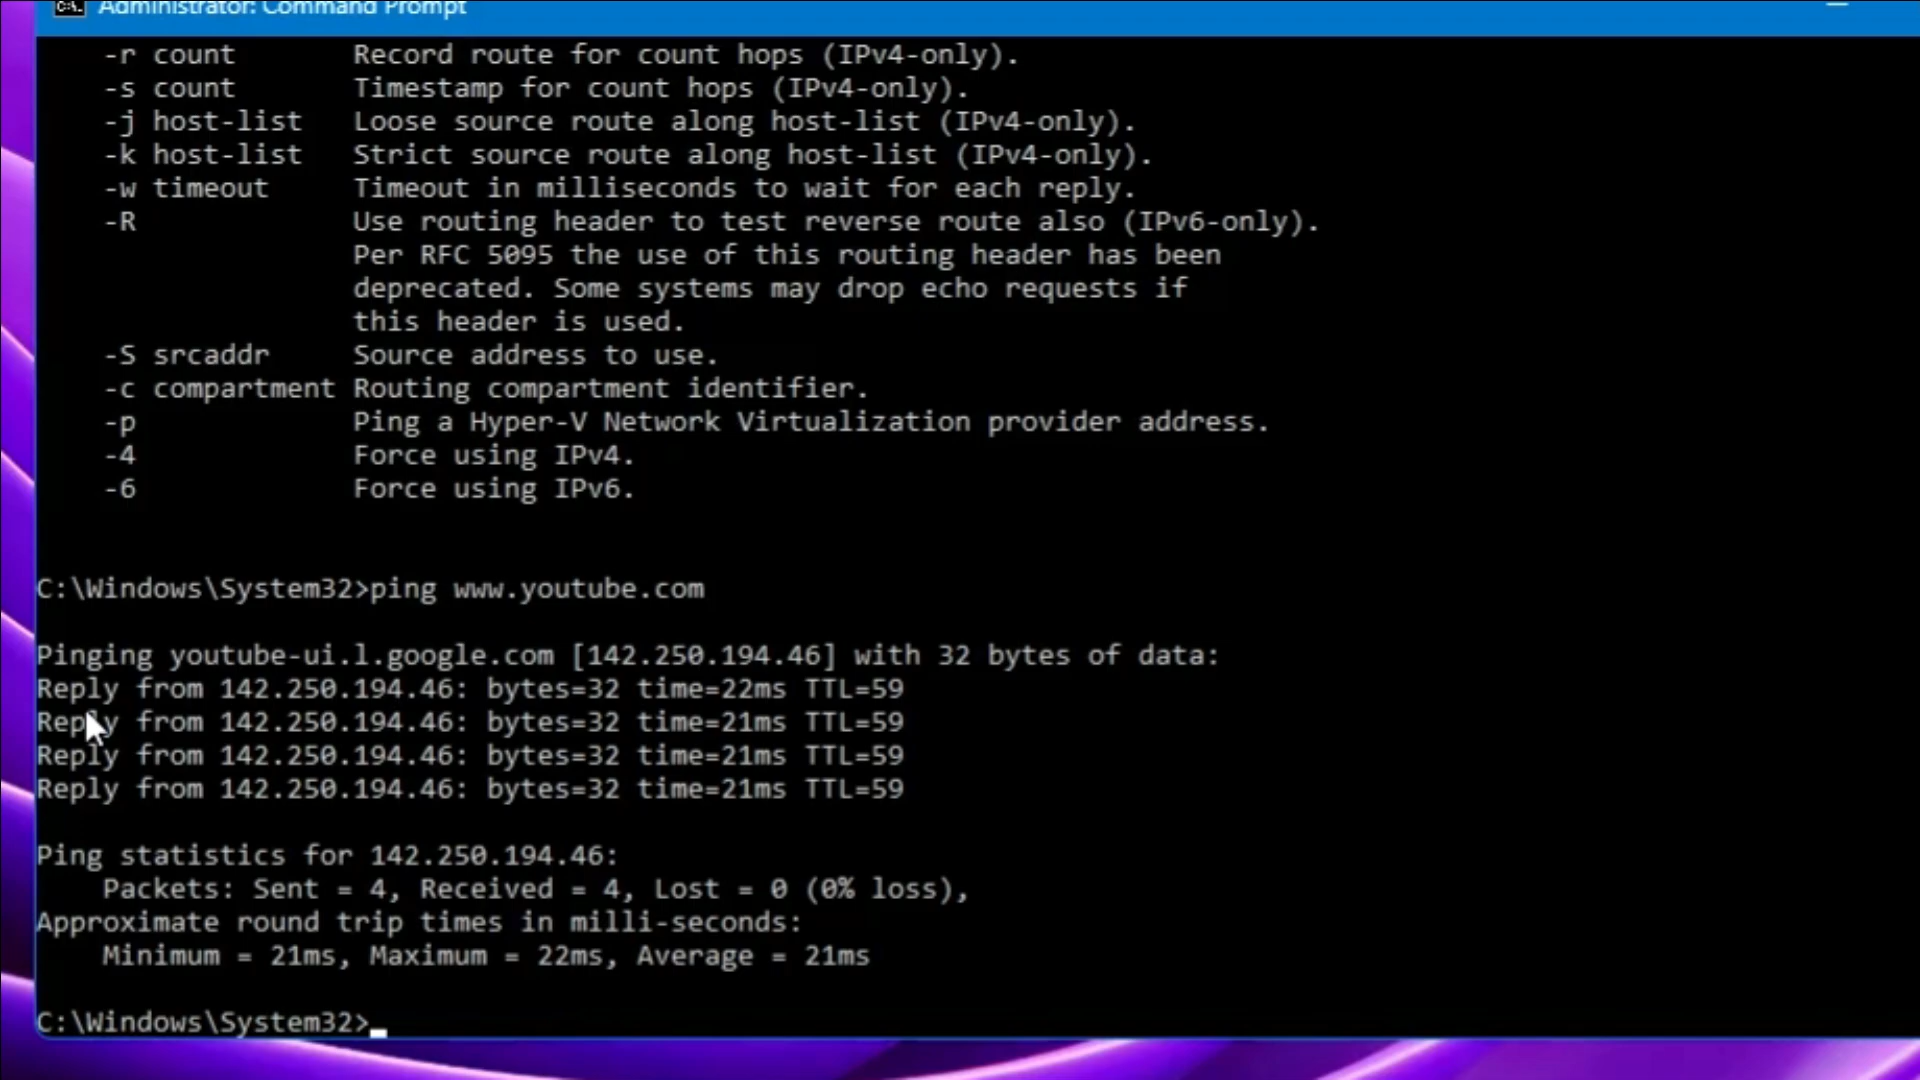 Administrator: Command Prompt
-r count Record route for count hops (IPv4-only).
-s count Timestamp for count hops (IPv4-only).
-j host-list Loose source route along host-list (IPv4-only).
-k host-list Strict source route along host-list (IPv4-only).
-w timeout Timeout in milliseconds to wait for each reply.
-R Use routing header to test reverse route also (IPv6-only).
Per RFC 5095 the use of this routing header has been
deprecated. Some systems may drop echo requests if
this header is used.
-S srcaddr Source address to use.
-c compartment Routing compartment identifier.
-p Ping a Hyper-V Network Virtualization provider address.
-4 Force using IPv4.
-6 Force using IPv6.
C:\Windows\System32>ping www.youtube.com
Pinging youtube-ui.l.google.com [142.250.194.46] with 32 bytes of data:
Reply from 142.250.194.46: bytes=32 time=22ms TTL=59
Reply from 142.250.194.46: bytes=32 time=21ms TTL=59
Reply from 142.250.194.46: bytes=32 time=21ms TTL=59
Reply from 142.250.194.46: bytes=32 time=21ms TTL=59
Ping statistics for 142.250.194.46:
Packets: Sent = 4, Received = 4, Lost = 0 (0% loss),
Approximate round trip times in milli-seconds:
Minimum = 21ms, Maximum = 22ms, Average = 21ms
C:\Windows\System32>